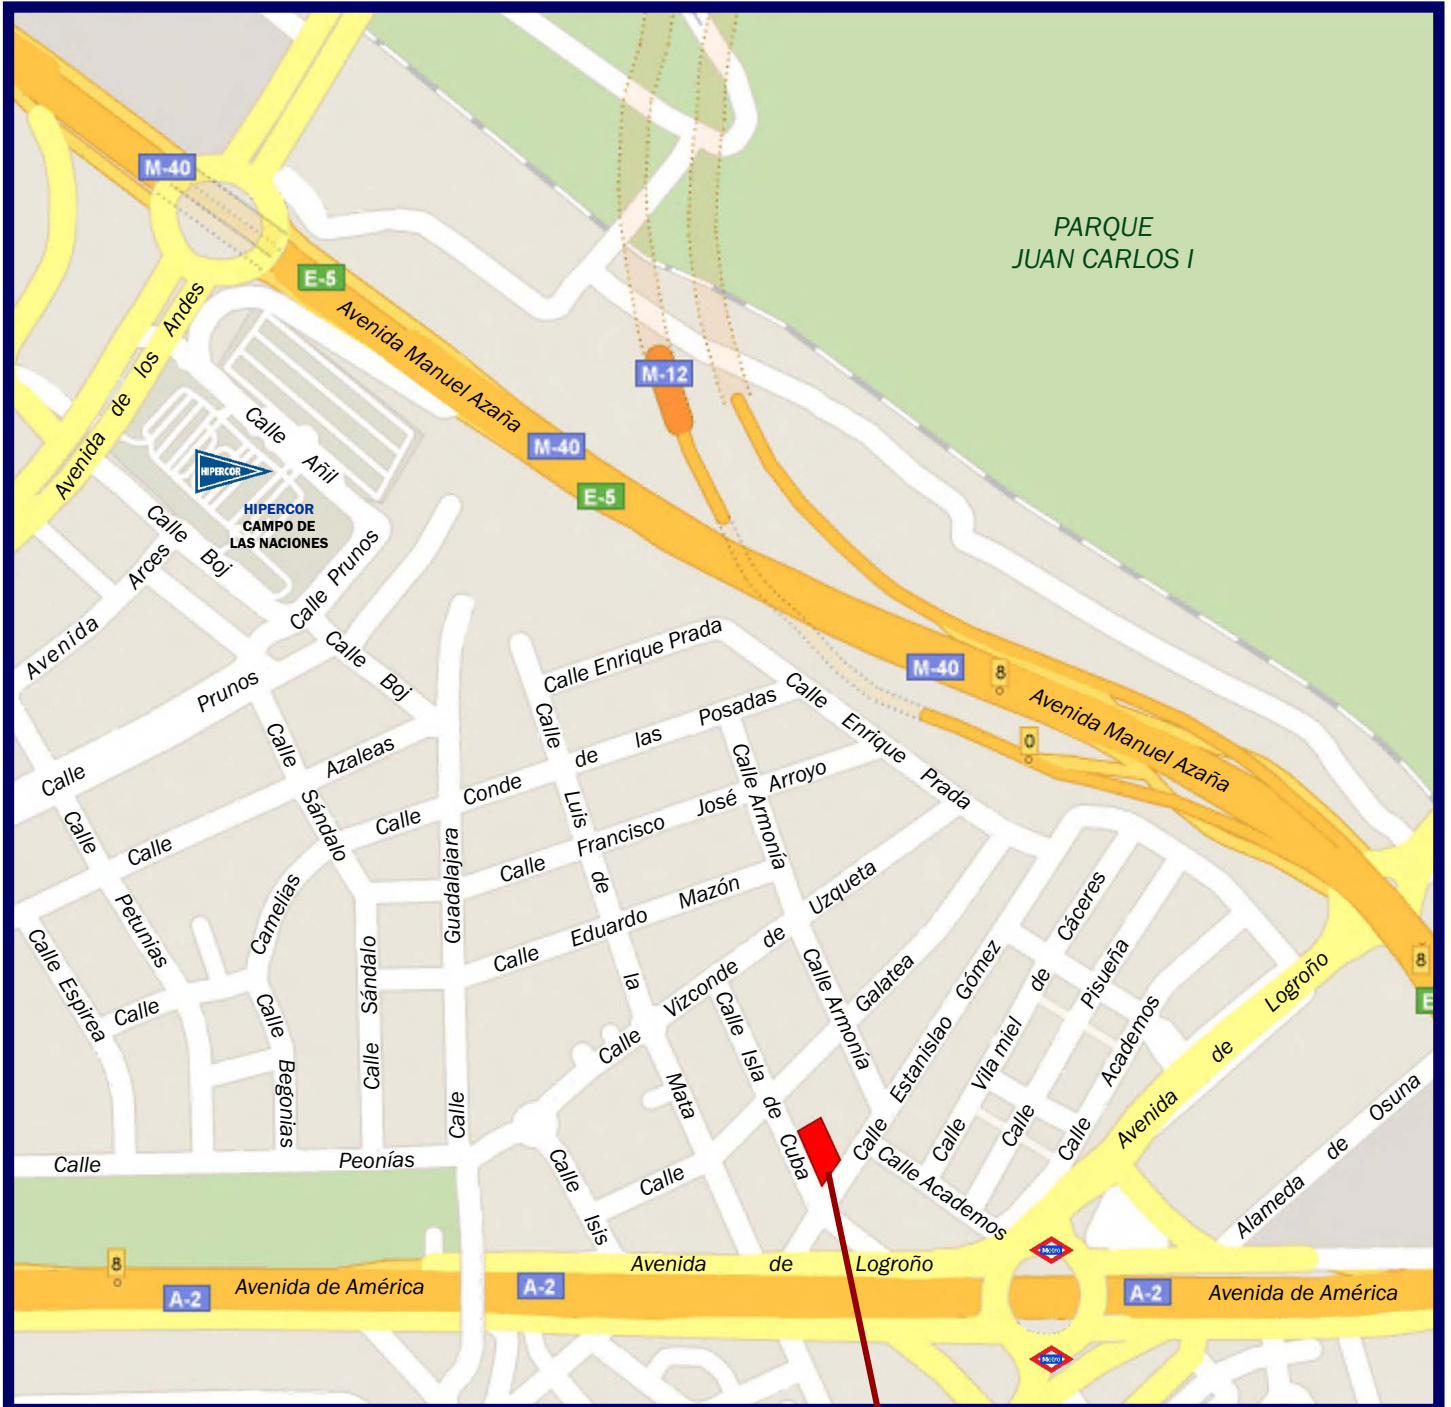 M-40
PARQUE
JUAN CARLOS I
E-5
Avenida Manuel Azaña
Avenida de los Andes
M-12
Calle Añil
M-40
HIPERCOR
E-5
HIPERCOR
CAMPO DE
LAS NACIONES
Calle Boj
Avenida Arces
Calle Prunos
Calle Boj
Calle Enrique Prada
M-40
8
Avenida Manuel Azaña
Calle Prunos
Calle Enrique Prada
0
Calle Conde de las Posadas
Calle Azaleas
Calle Sándalo
Calle Luis de la Mata
Calle Armonía
Calle Francisco José Arroyo
Calle Petunias
Calle Guadalajara
Calle Eduardo Mazón
Calle Vizconde de Uzqueta
Calle Camelias
Calle Espirea
Calle Sándalo
Calle Begonias
Calle Armonía
Calle Galatea
Calle Estanislao Gómez
Calle Vila miel de Cáceres
Calle Pisueña
Calle Academos
Avenida de Logroño
8
E
Calle Isla de Cuba
Alameda de Osuna
Calle Peonías
Calle Isis
Calle Academos
Avenida de Logroño
Metro
8
A-2
Avenida de América
A-2
A-2
Avenida de América
Metro